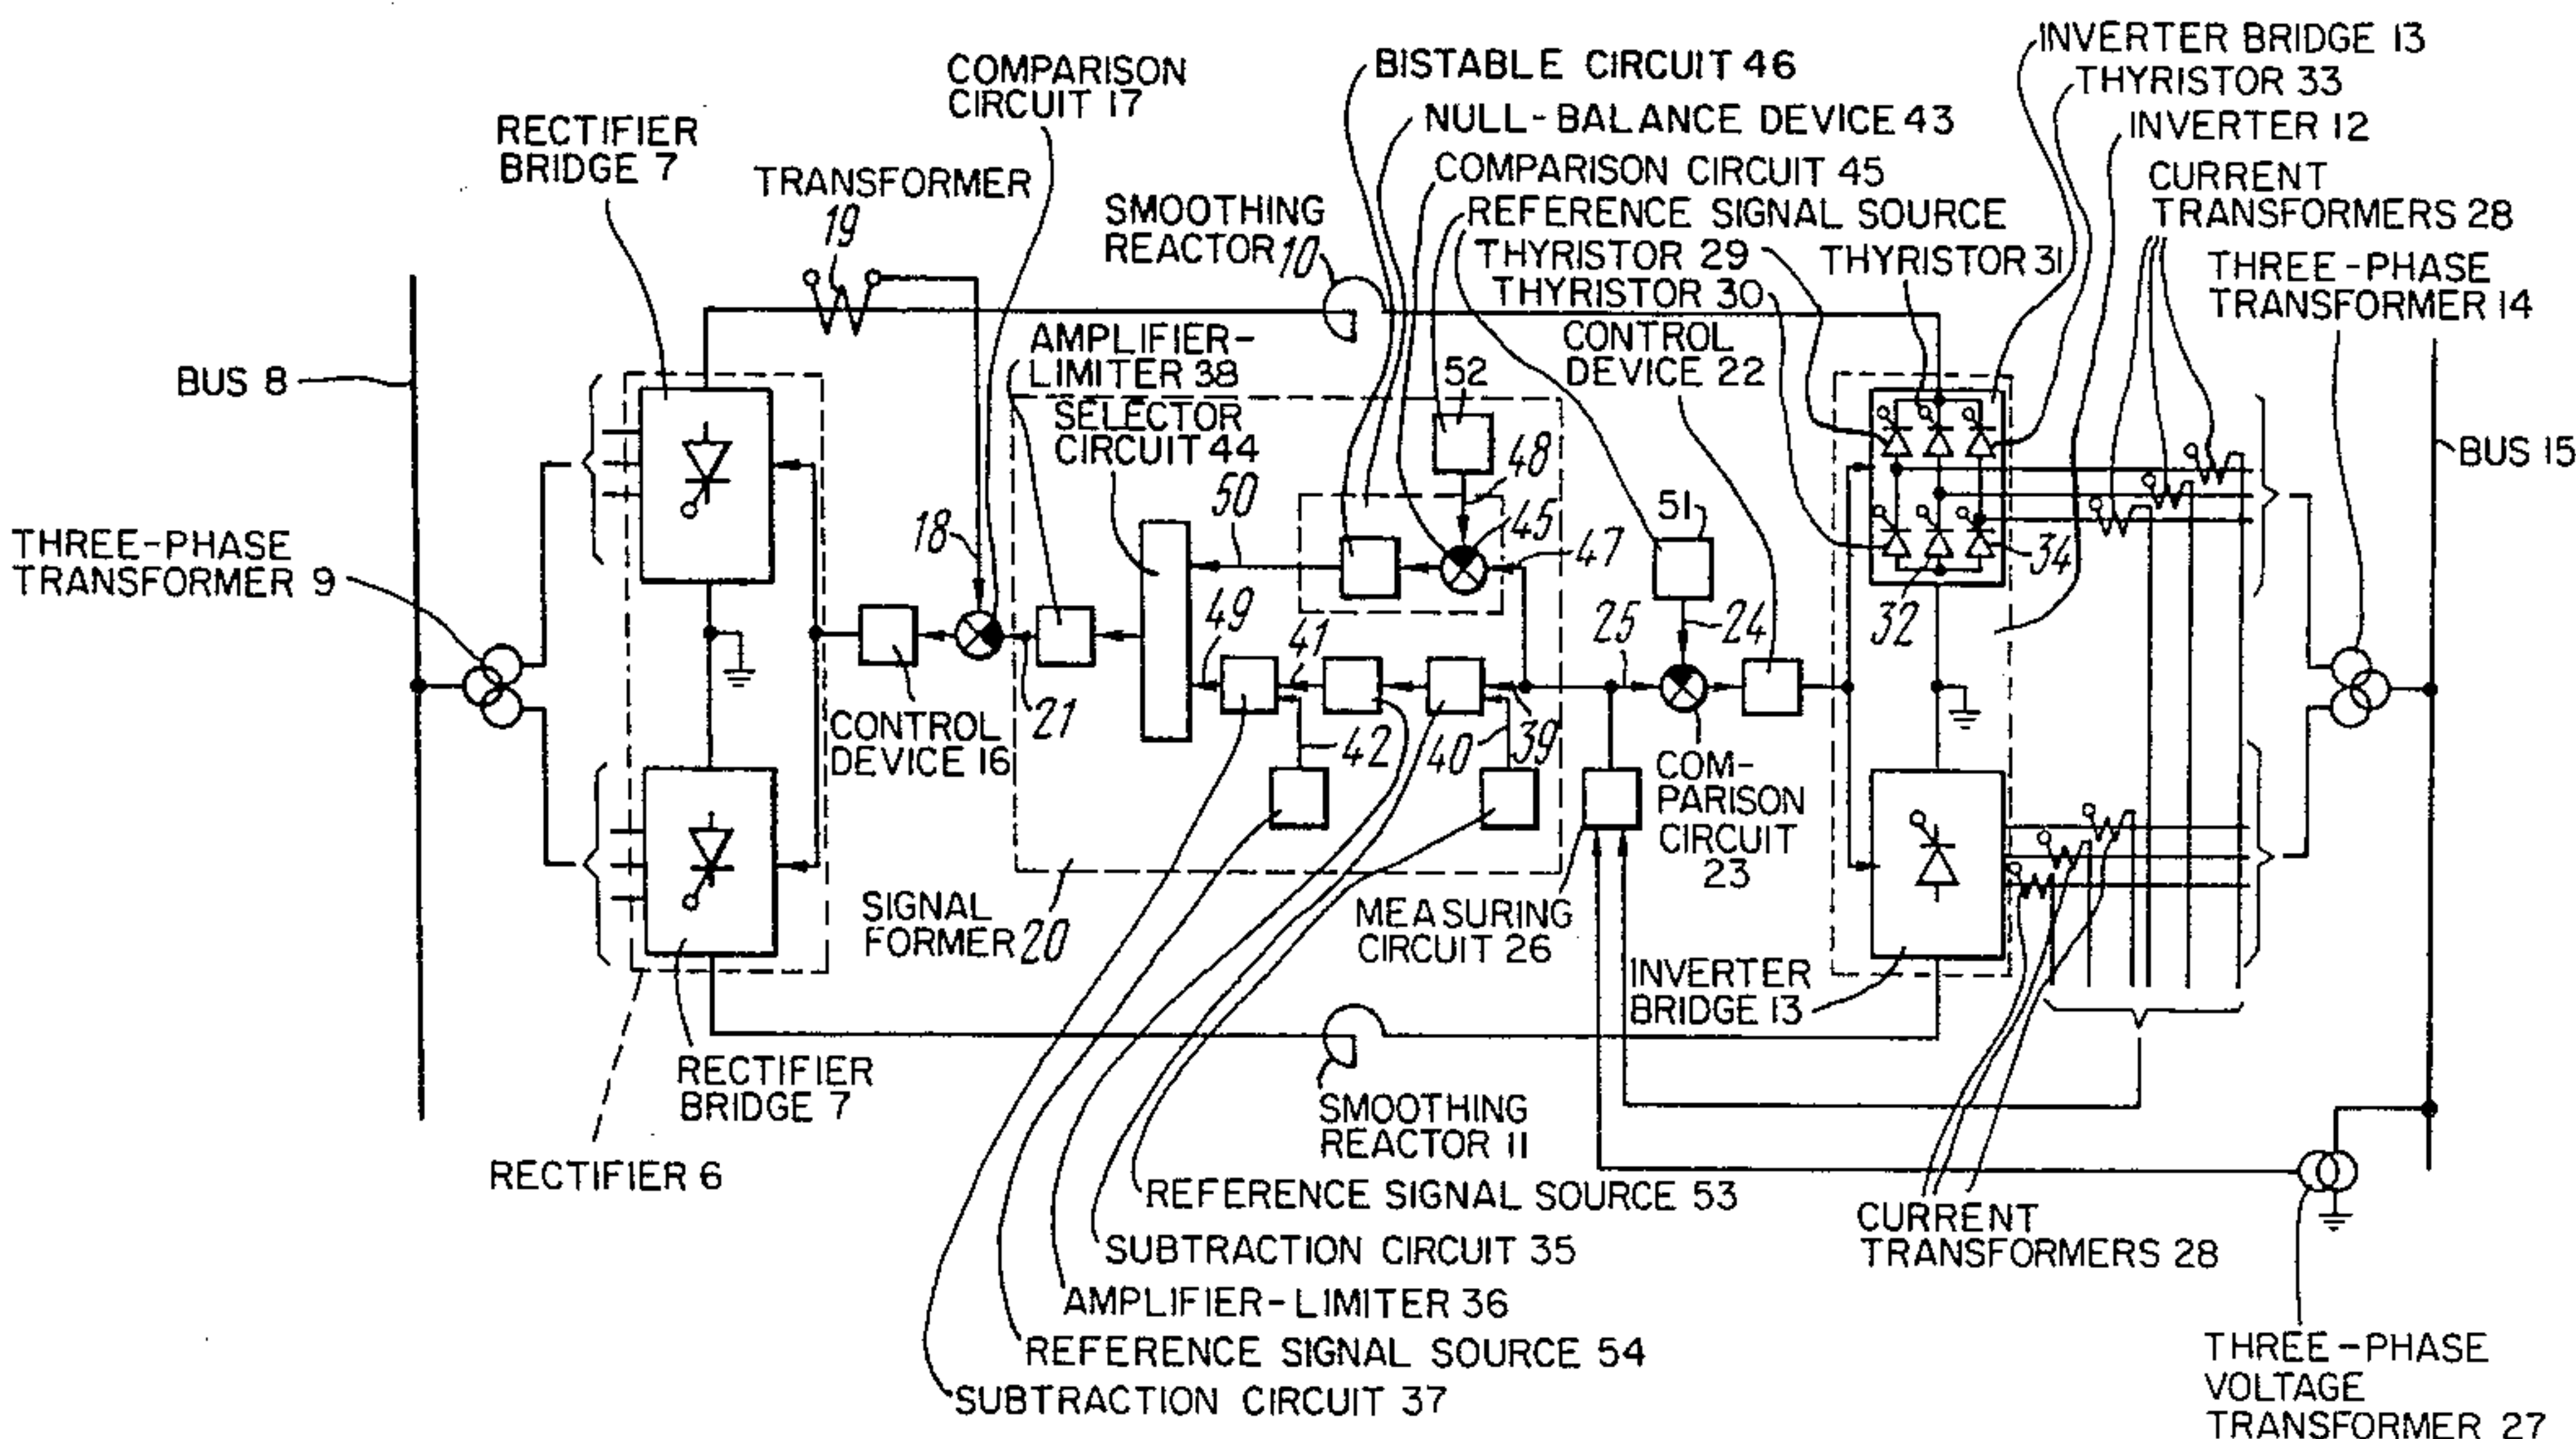 COMPARISON
CIRCUIT 17
RECTIFIER
BRIDGE 7
TRANSFORMER
19
SMOOTHING
REACTOR 10
BISTABLE CIRCUIT 46
NULL-BALANCE DEVICE 43
COMPARISON CIRCUIT 45
REFERENCE SIGNAL SOURCE
THYRISTOR 29
THYRISTOR 30
THYRISTOR 31
CONTROL
DEVICE 22
INVERTER BRIDGE 13
THYRISTOR 33
INVERTER 12
CURRENT
TRANSFORMERS 28
THREE-PHASE
TRANSFORMER 14
BUS 8
AMPLIFIER-
LIMITER 38
SELECTOR
CIRCUIT 44
52
48
50
45
47
51
BUS 15
THREE-PHASE
TRANSFORMER 9
18
49
41
25
24
32
34
CONTROL
DEVICE 16
21
42
40
39
COM-
PARISON
CIRCUIT
23
SIGNAL
FORMER 20
MEASURING
CIRCUIT 26
INVERTER
BRIDGE 13
RECTIFIER
BRIDGE 7
SMOOTHING
REACTOR 11
RECTIFIER 6
REFERENCE SIGNAL SOURCE 53
SUBTRACTION CIRCUIT 35
AMPLIFIER-LIMITER 36
REFERENCE SIGNAL SOURCE 54
SUBTRACTION CIRCUIT 37
CURRENT
TRANSFORMERS 28
THREE-PHASE
VOLTAGE
TRANSFORMER 27